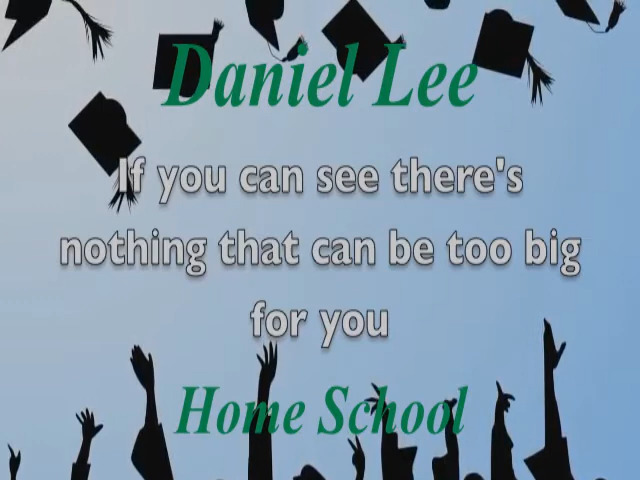 Daniel Lee
If you can see there's
nothing that can be too big
for you
Home School